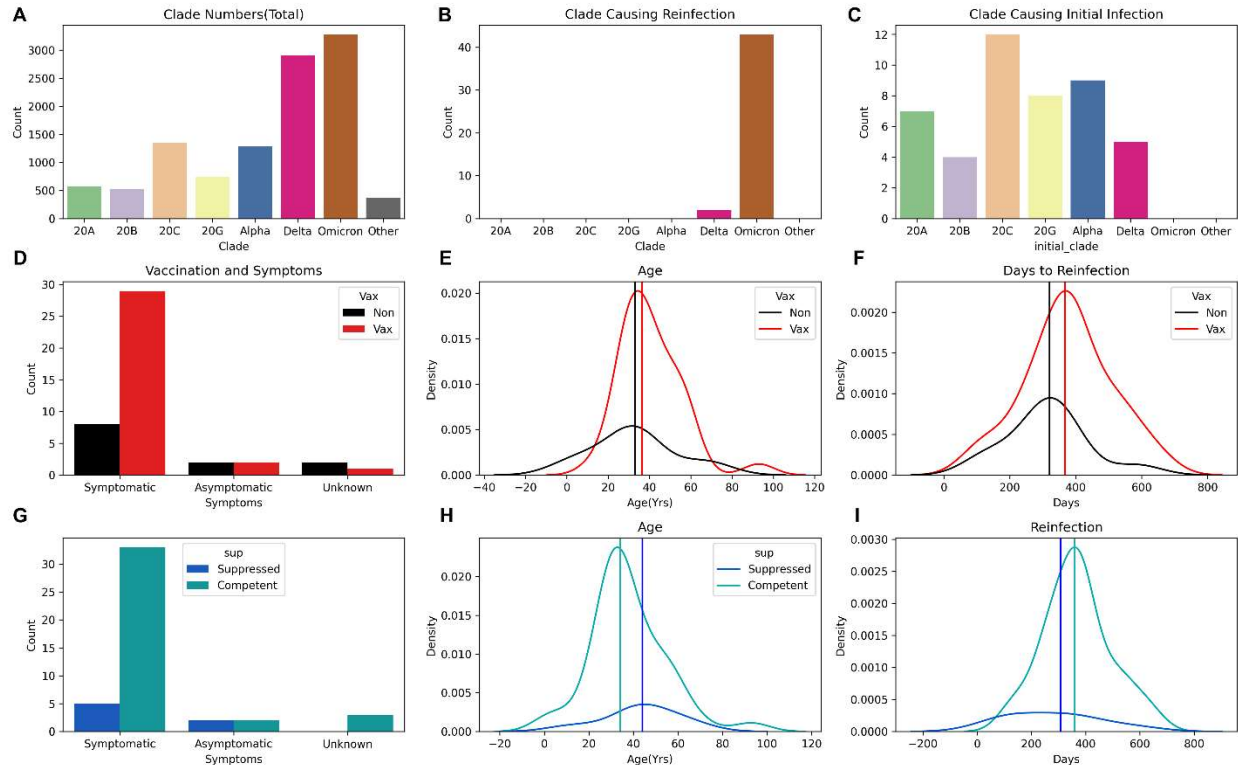 A
Clade Numbers(Total)
Count
3000
2500
2000
1500
1000
500
0
20A 20B 20C 20G Alpha Delta Omicron Other
Clade
B
Clade Causing Reinfection
Count
40
30
20
10
0
20A 20B 20C 20G Alpha Delta Omicron Other
Clade
C
Clade Causing Initial Infection
Count
12
10
8
6
4
2
0
20A 20B 20C 20G Alpha Delta Omicron Other
initial_clade
D
Vaccination and Symptoms
Vax
Non
Vax
Count
30
25
20
15
10
5
0
Symptomatic Asymptomatic Unknown
Symptoms
E
Age
Vax
Non
Vax
Density
0.020
0.015
0.010
0.005
0.000
−40 −20 0 20 40 60 80 100 120
Age(Yrs)
F
Days to Reinfection
Vax
Non
Vax
Density
0.0020
0.0015
0.0010
0.0005
0.0000
0 200 400 600 800
Days
G
sup
Suppressed
Competent
Count
30
25
20
15
10
5
0
Symptomatic Asymptomatic Unknown
Symptoms
H
Age
sup
Suppressed
Competent
Density
0.020
0.015
0.010
0.005
0.000
−20 0 20 40 60 80 100 120
Age(Yrs)
I
Reinfection
Density
0.0030
0.0025
0.0020
0.0015
0.0010
0.0005
0.0000
−200 0 200 400 600 800
Days